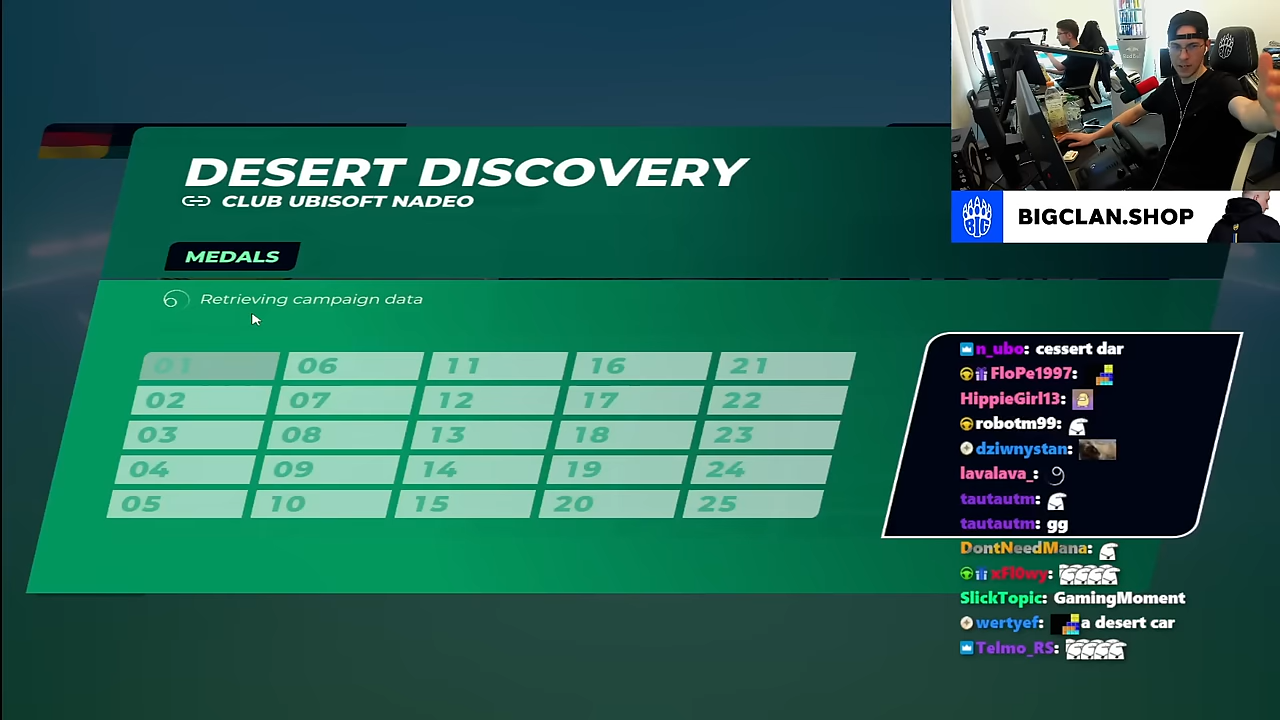 DESERT DISCOVERY
CLUB UBISOFT NADEO
MEDALS
Retrieving campaign data
01 06 11 16 21
02 07 12 17 22
03 08 13 18 23
04 09 14 19 24
05 10 15 20 25
BIG
BIGCLAN.SHOP
n_ubo: cessert dar
FloPe1997:
HippieGirl13:
robotm99:
dziwnystan:
lavalava_:
tautautm:
tautautm: gg
DontNeedMana:
xFl0wy:
SlickTopic: GamingMoment
wertyef: a desert car
Telmo_RS: